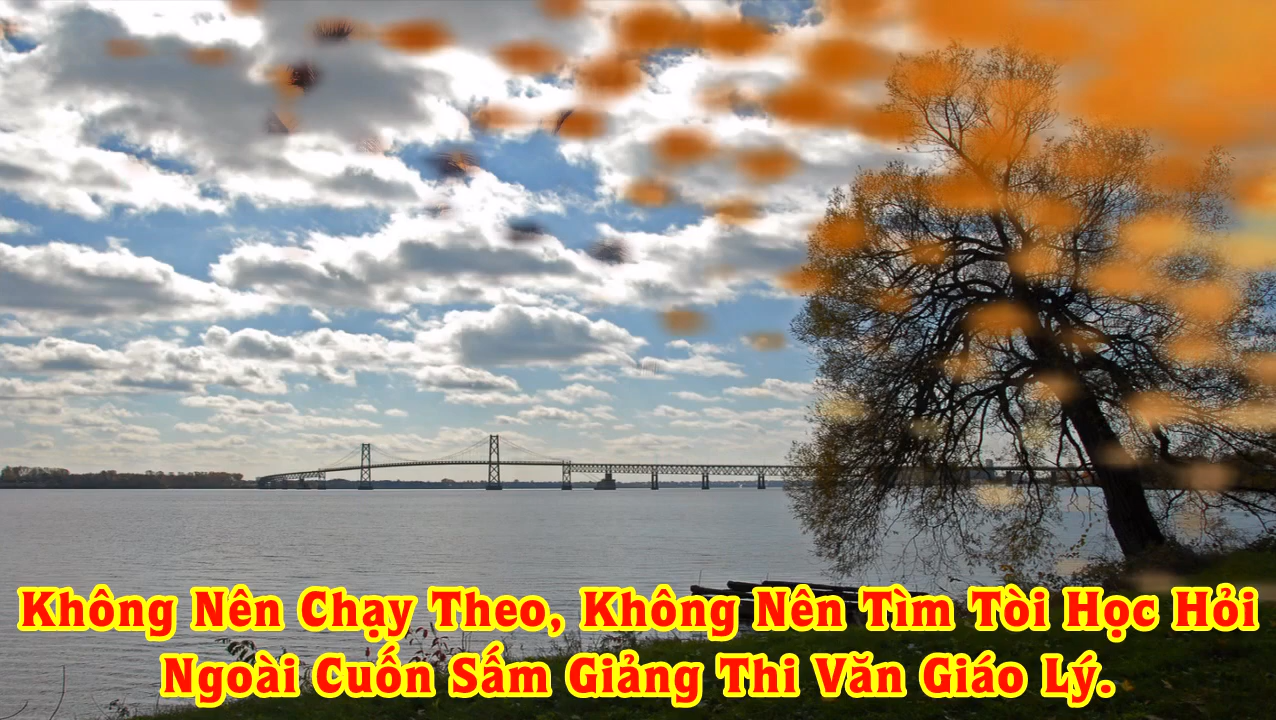 Không Nên Chạy Theo, Không Nên Tìm Tòi Học Hỏi
Ngoài Cuốn Sấm Giảng Thi Văn Giáo Lý.